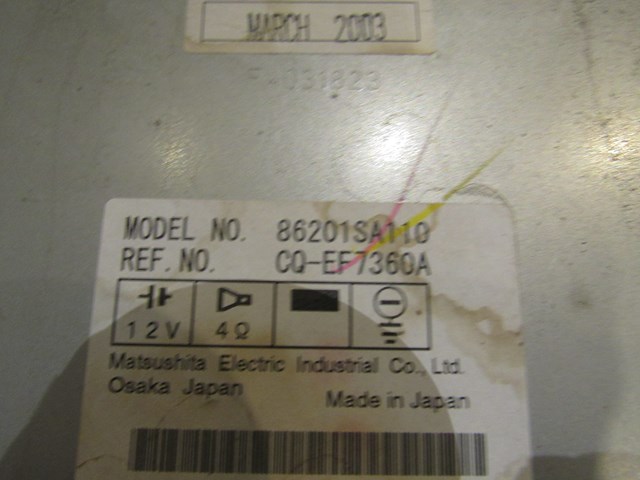 MARCH 2003
F-031823
MODEL NO. 86201SA110
REF. NO. CQ-EF7360A
12V 4Ω
Matsushita Electric Industrial Co., Ltd.
Osaka Japan
Made in Japan